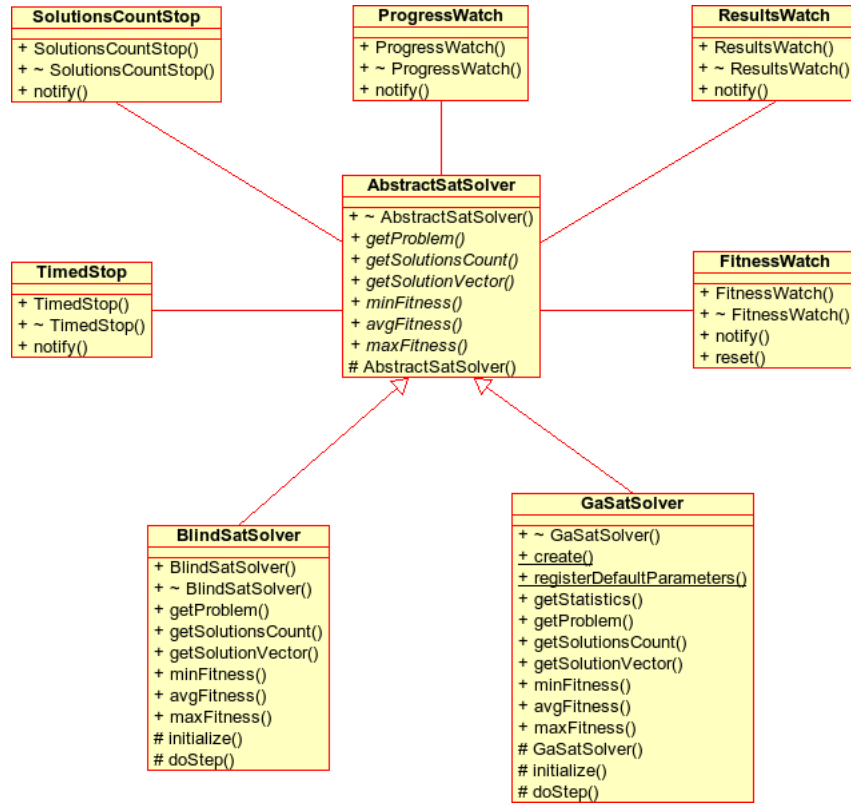 SolutionsCountStop
+ SolutionsCountStop()
+ ~ SolutionsCountStop()
+ notify()
ProgressWatch
+ ProgressWatch()
+ ~ ProgressWatch()
+ notify()
ResultsWatch
+ ResultsWatch()
+ ~ ResultsWatch()
+ notify()
AbstractSatSolver
+ ~ AbstractSatSolver()
+ getProblem()
+ getSolutionsCount()
+ getSolutionVector()
+ minFitness()
+ avgFitness()
+ maxFitness()
# AbstractSatSolver()
TimedStop
+ TimedStop()
+ ~ TimedStop()
+ notify()
FitnessWatch
+ FitnessWatch()
+ ~ FitnessWatch()
+ notify()
+ reset()
BlindSatSolver
+ BlindSatSolver()
+ ~ BlindSatSolver()
+ getProblem()
+ getSolutionsCount()
+ getSolutionVector()
+ minFitness()
+ avgFitness()
+ maxFitness()
# initialize()
# doStep()
GaSatSolver
+ ~ GaSatSolver()
+ create()
+ registerDefaultParameters()
+ getStatistics()
+ getProblem()
+ getSolutionsCount()
+ getSolutionVector()
+ minFitness()
+ avgFitness()
+ maxFitness()
# GaSatSolver()
# initialize()
# doStep()